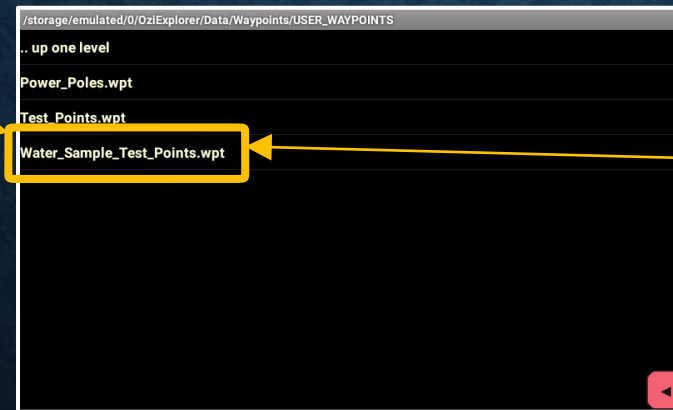 /storage/emulated/0/OziExplorer/Data/Waypoints/USER_WAYPOINTS
.. up one level
Power_Poles.wpt
Test_Points.wpt
Water_Sample_Test_Points.wpt